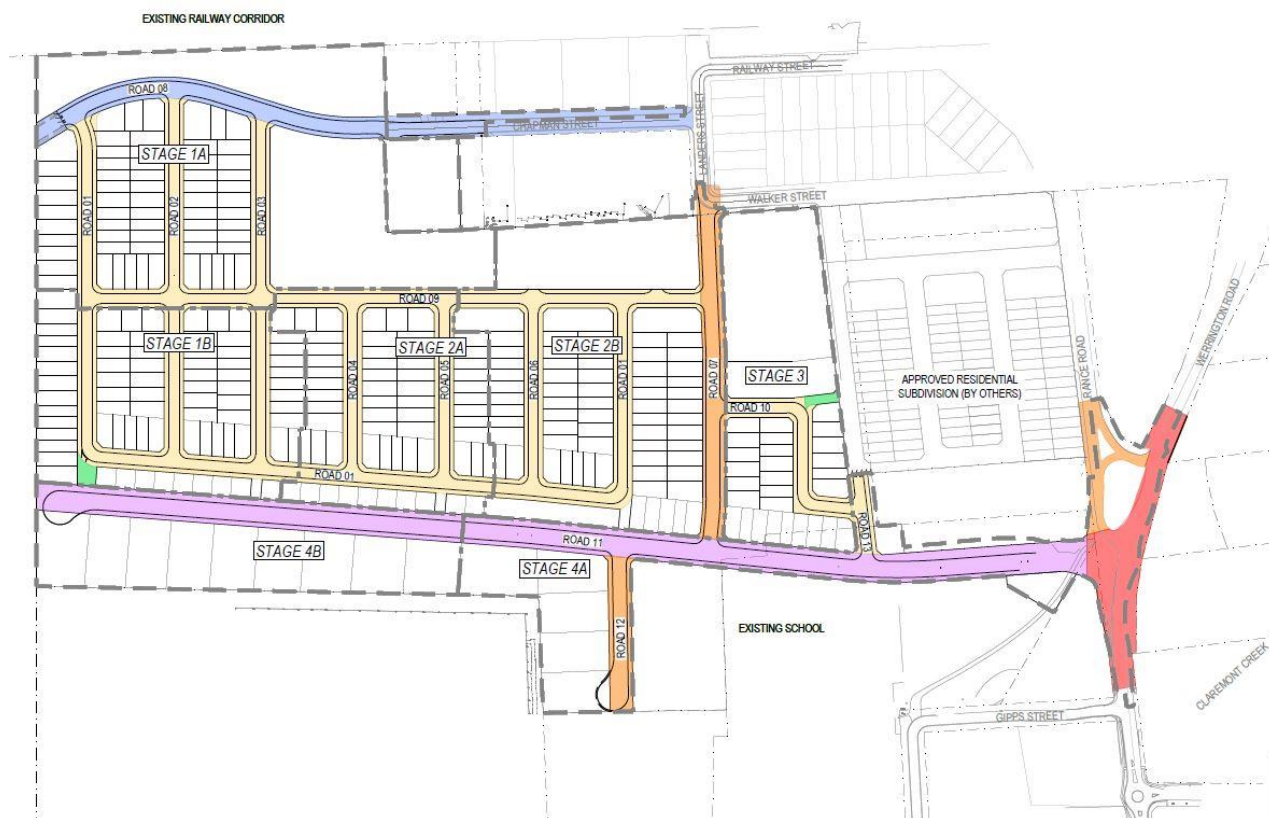 EXISTING RAILWAY CORRIDOR
RAILWAY STREET
ROAD 08
CHAPMAN STREET
LANDERS STREET
STAGE 1A
WALKER STREET
ROAD 01
ROAD 02
ROAD 03
ROAD 09
WERRINGTON ROAD
STAGE 1B
STAGE 2A
STAGE 2B
ROAD 04
ROAD 05
ROAD 06
ROAD 01
ROAD 07
STAGE 3
RANCE ROAD
APPROVED RESIDENTIAL
SUBDIVISION (BY OTHERS)
ROAD 10
ROAD 01
ROAD 13
ROAD 11
STAGE 4B
STAGE 4A
ROAD 12
EXISTING SCHOOL
CLAREMONT CREEK
GIPPS STREET